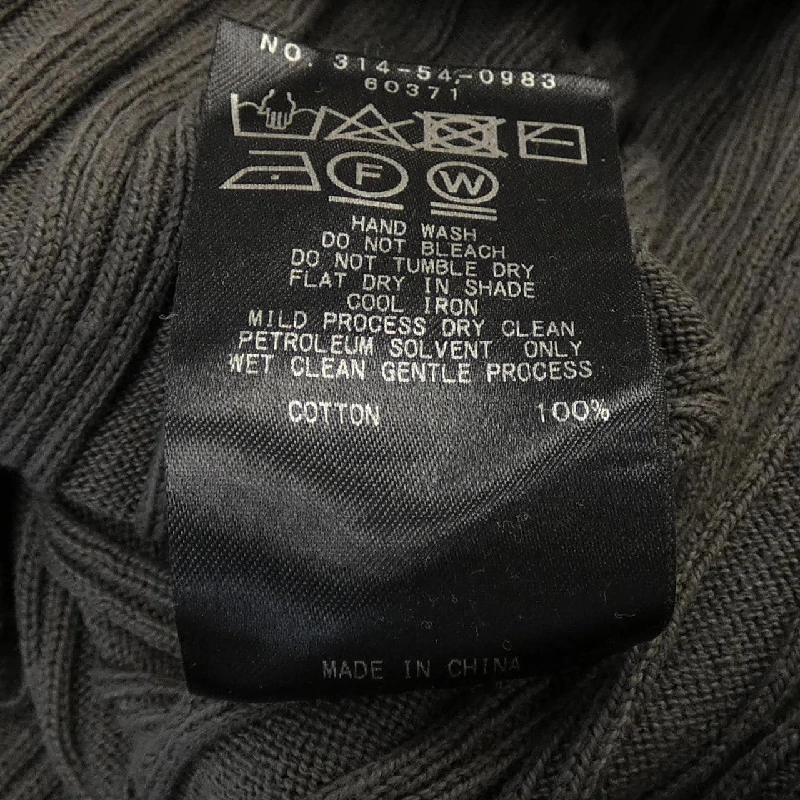 NO. 314-54-0983
60371
F W
HAND WASH
DO NOT BLEACH
DO NOT TUMBLE DRY
FLAT DRY IN SHADE
COOL IRON
MILD PROCESS DRY CLEAN
PETROLEUM SOLVENT ONLY
WET CLEAN GENTLE PROCESS
COTTON 100%
MADE IN CHINA